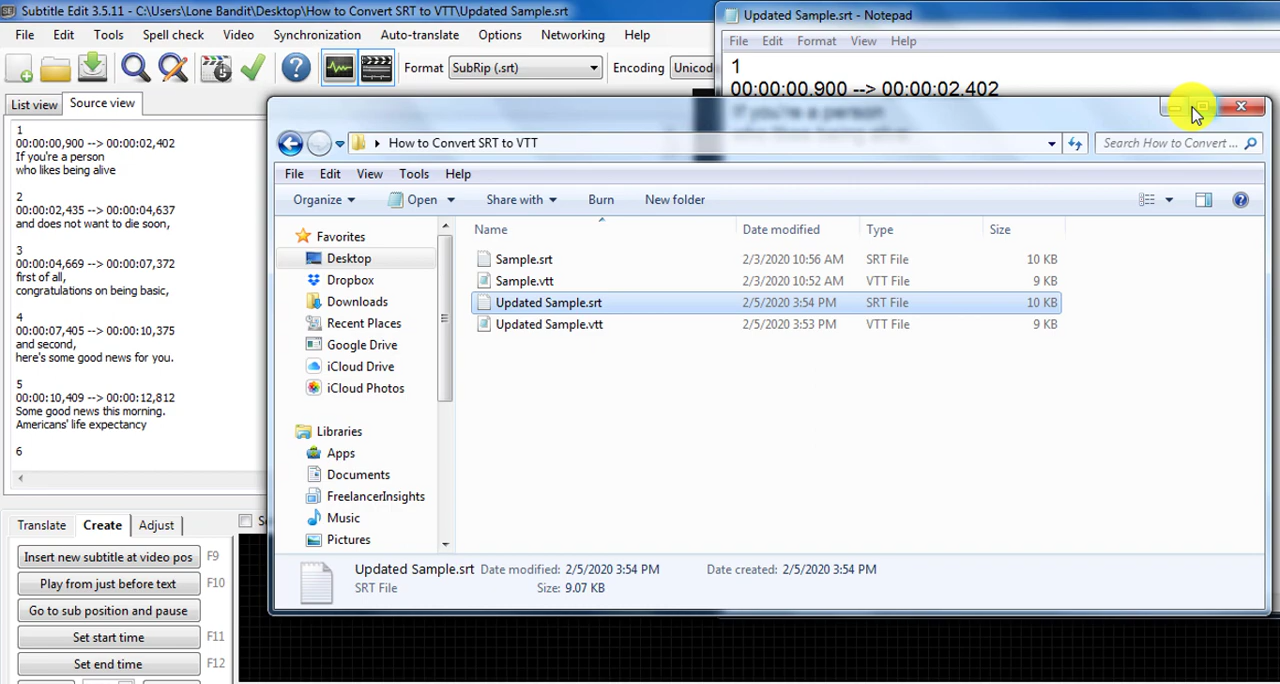 Subtitle Edit 3.5.11 - C:\Users\Lone Bandit\Desktop\How to Convert SRT to VTT\Updated Sample.srt
File Edit Tools Spell check Video Synchronization Auto-translate Options Networking Help
Format SubRip (.srt) Encoding Unicod
List view Source view
1
00:00:00,900 --> 00:00:02,402
If you're a person
who likes being alive
2
00:00:02,435 --> 00:00:04,637
and does not want to die soon,
3
00:00:04,669 --> 00:00:07,372
first of all,
congratulations on being basic,
4
00:00:07,405 --> 00:00:10,375
and second,
here's some good news for you.
5
00:00:10,409 --> 00:00:12,812
Some good news this morning.
Americans' life expectancy
6
Translate Create Adjust
Insert new subtitle at video pos F9
Play from just before text F10
Go to sub position and pause
Set start time F11
Set end time F12
Updated Sample.srt - Notepad
File Edit Format View Help
1
00:00:00.900 --> 00:00:02.402
If you're a person
who likes being alive
How to Convert SRT to VTT
Search How to Convert ...
File Edit View Tools Help
Organize Open Share with Burn New folder
Favorites
Desktop
Dropbox
Downloads
Recent Places
Google Drive
iCloud Drive
iCloud Photos
Libraries
Apps
Documents
FreelancerInsights
Music
Pictures
Name Date modified Type Size
Sample.srt 2/3/2020 10:56 AM SRT File 10 KB
Sample.vtt 2/3/2020 10:52 AM VTT File 9 KB
Updated Sample.srt 2/5/2020 3:54 PM SRT File 10 KB
Updated Sample.vtt 2/5/2020 3:53 PM VTT File 9 KB
Updated Sample.srt Date modified: 2/5/2020 3:54 PM Date created: 2/5/2020 3:54 PM
SRT File Size: 9.07 KB